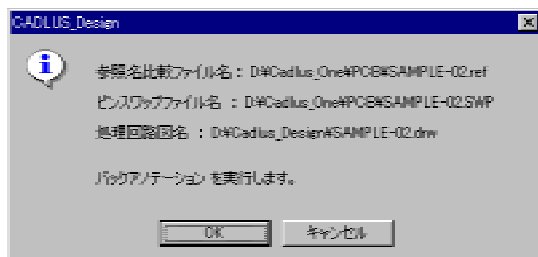 CADLUS_Design
参照名比較ファイル名： D:¥Cadlus_One¥PCB¥SAMPLE-02.ref
ピンスワップファイル名 ： D:¥Cadlus_One¥PCB¥SAMPLE-02.SWP
処理回路図名 ： D:¥Cadlus_Design¥SAMPLE-02.drw
バックアノテーション を実行します。
OK キャンセル